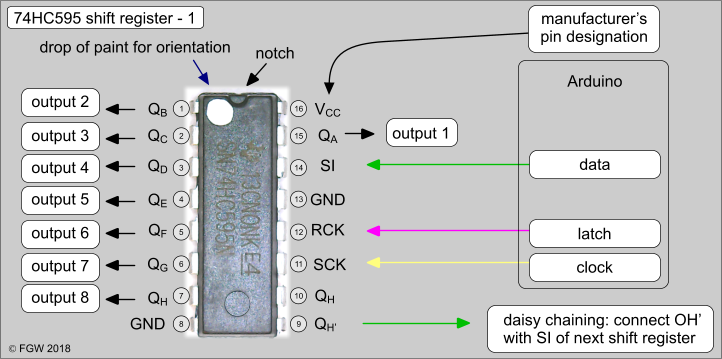 74HC595 shift register - 1
manufacturer's
pin designation
drop of paint for orientation
notch
Arduino
output 2
QB
1
16
VCC
output 3
QC
2
15
QA
output 1
output 4
QD
3
14
SI
data
output 5
QE
4
13
GND
output 6
QF
5
12
RCK
latch
output 7
QG
6
11
SCK
clock
output 8
QH
7
10
QH
GND
8
9
QH'
daisy chaining: connect OH'
with SI of next shift register
SN74HC595N
E4
© FGW 2018